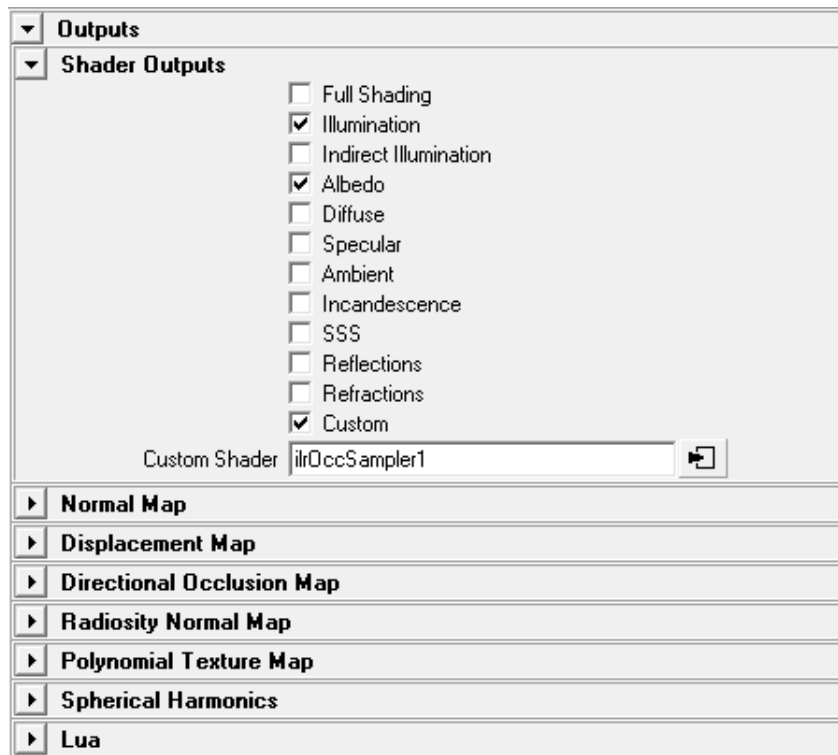 Outputs
Shader Outputs
Full Shading
Illumination
Indirect Illumination
Albedo
Diffuse
Specular
Ambient
Incandescence
SSS
Reflections
Refractions
Custom
Custom Shader ilrOccSampler1
Normal Map
Displacement Map
Directional Occlusion Map
Radiosity Normal Map
Polynomial Texture Map
Spherical Harmonics
Lua